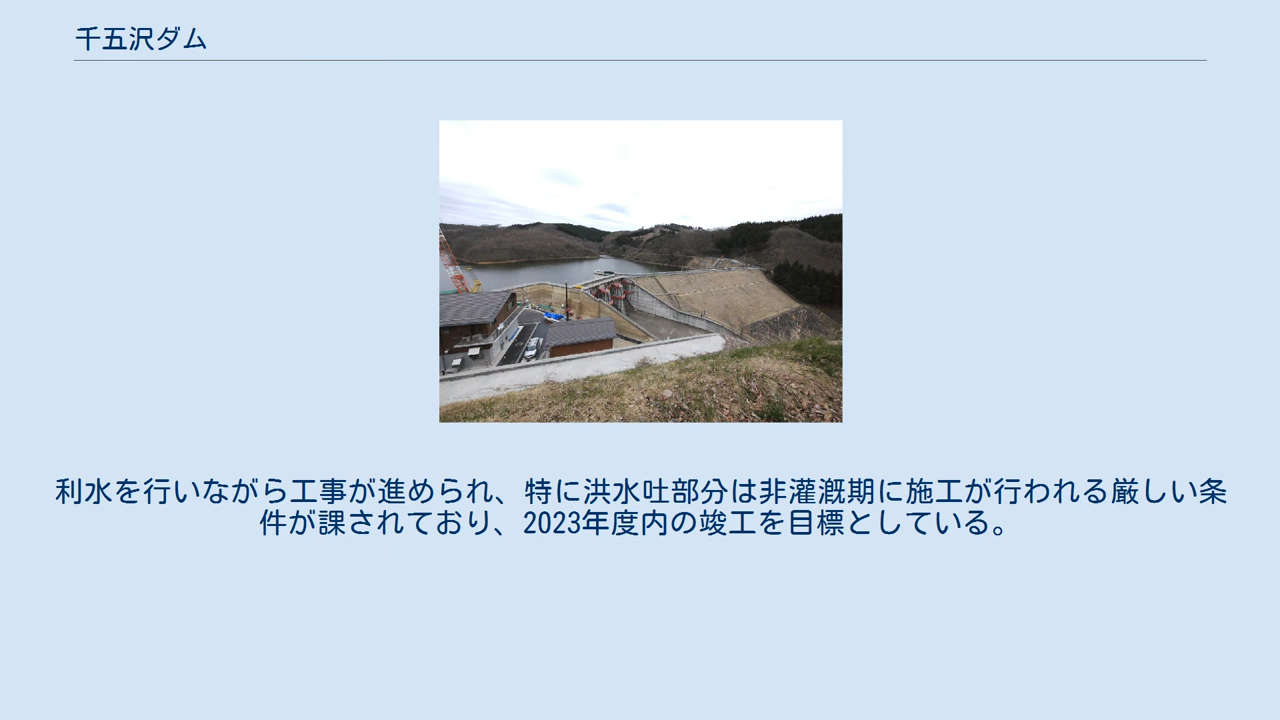 千五沢ダム
利水を行いながら工事が進められ、特に洪水吐部分は非灌漑期に施工が行われる厳しい条
件が課されており、2023年度内の竣工を目標としている。